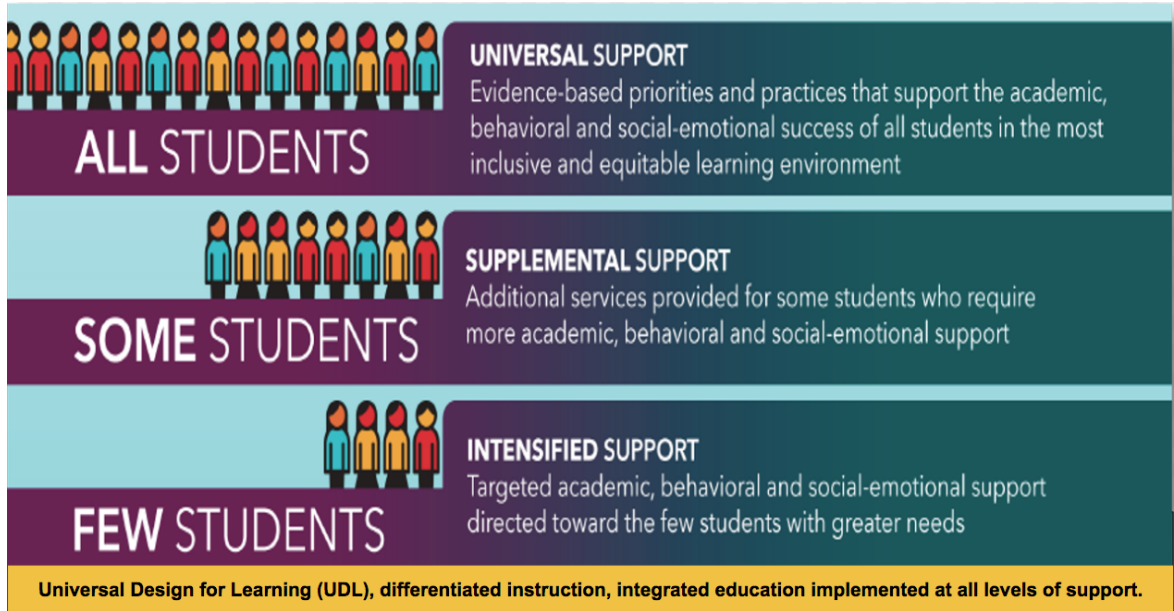 UNIVERSAL SUPPORT
Evidence-based priorities and practices that support the academic,
behavioral and social-emotional success of all students in the most
inclusive and equitable learning environment
ALL STUDENTS
SUPPLEMENTAL SUPPORT
Additional services provided for some students who require
more academic, behavioral and social-emotional support
SOME STUDENTS
INTENSIFIED SUPPORT
Targeted academic, behavioral and social-emotional support
directed toward the few students with greater needs
FEW STUDENTS
Universal Design for Learning (UDL), differentiated instruction, integrated education implemented at all levels of support.